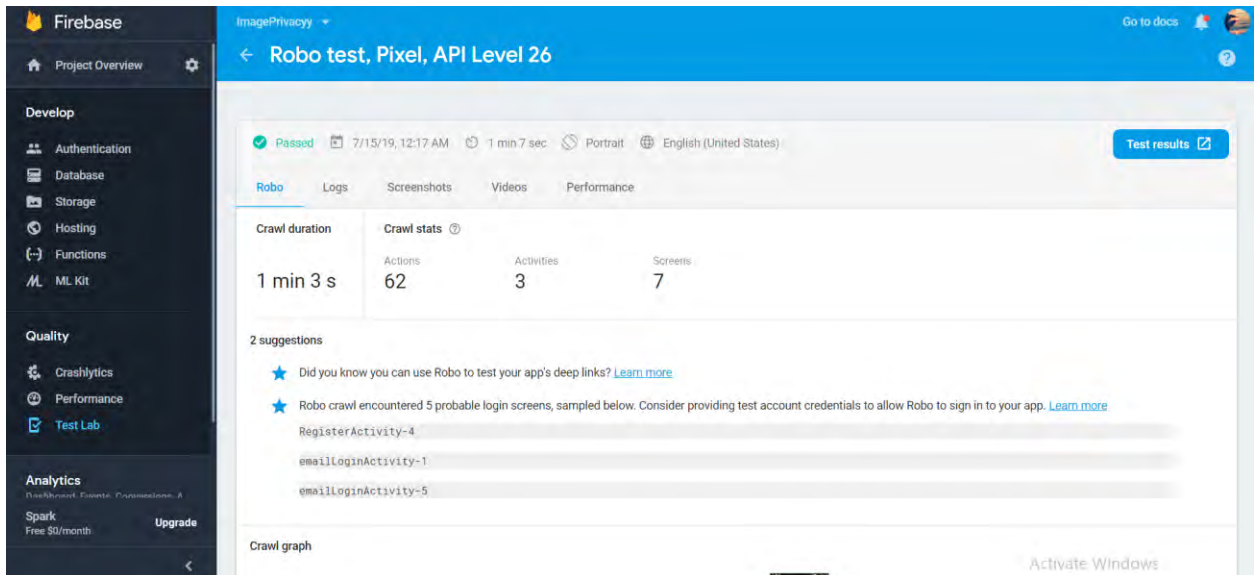 Firebase
Project Overview
Develop
Authentication
Database
Storage
Hosting
Functions
ML Kit
Quality
Crashlytics
Performance
Test Lab
Analytics
Spark
Free $0/month
Upgrade
ImagePrivacyy
Go to docs
Robo test, Pixel, API Level 26
Passed 7/15/19, 12:17 AM 1 min 7 sec Portrait English (United States)
Test results
Robo Logs Screenshots Videos Performance
Crawl duration
1 min 3 s
Crawl stats
Actions Activities Screens
62 3 7
2 suggestions
Did you know you can use Robo to test your app's deep links? Learn more
Robo crawl encountered 5 probable login screens, sampled below. Consider providing test account credentials to allow Robo to sign in to your app. Learn more
RegisterActivity-4
emailLoginActivity-1
emailLoginActivity-5
Crawl graph
Activate Windows